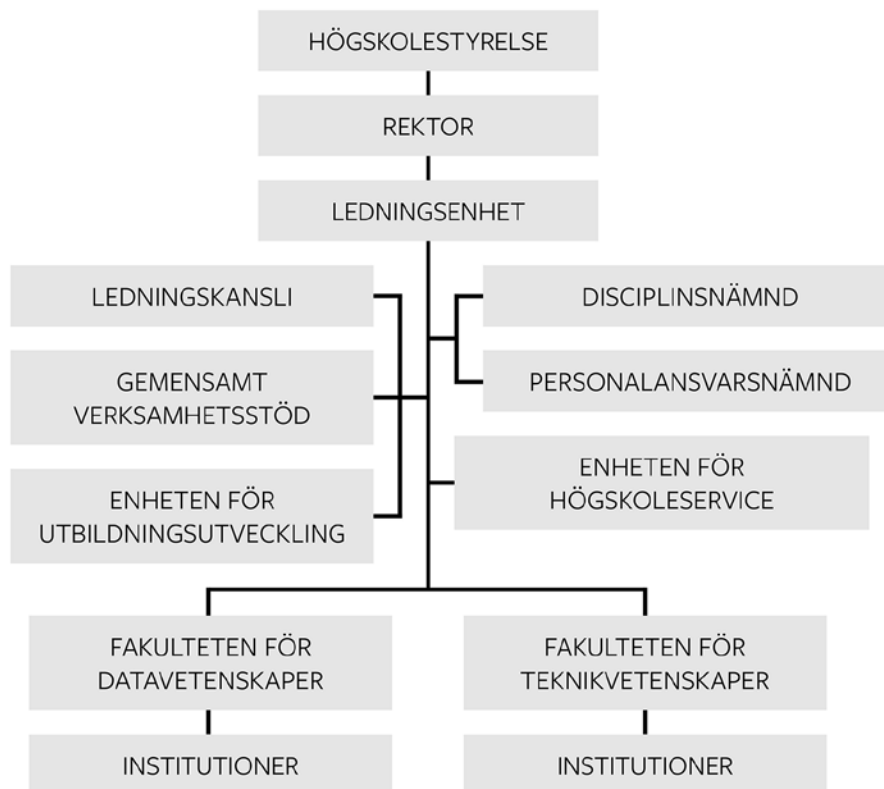 HÖGSKOLESTYRELSE
REKTOR
LEDNINGSENHET
LEDNINGSKANSLI
DISCIPLINSNÄMND
GEMENSAMT
VERKSAMHETSSTÖD
PERSONALANSVARSNÄMND
ENHETEN FÖR
HÖGSKOLESERVICE
ENHETEN FÖR
UTBILDNINGSUTVECKLING
FAKULTETEN FÖR
DATAVETENSKAPER
FAKULTETEN FÖR
TEKNIKVETENSKAPER
INSTITUTIONER
INSTITUTIONER